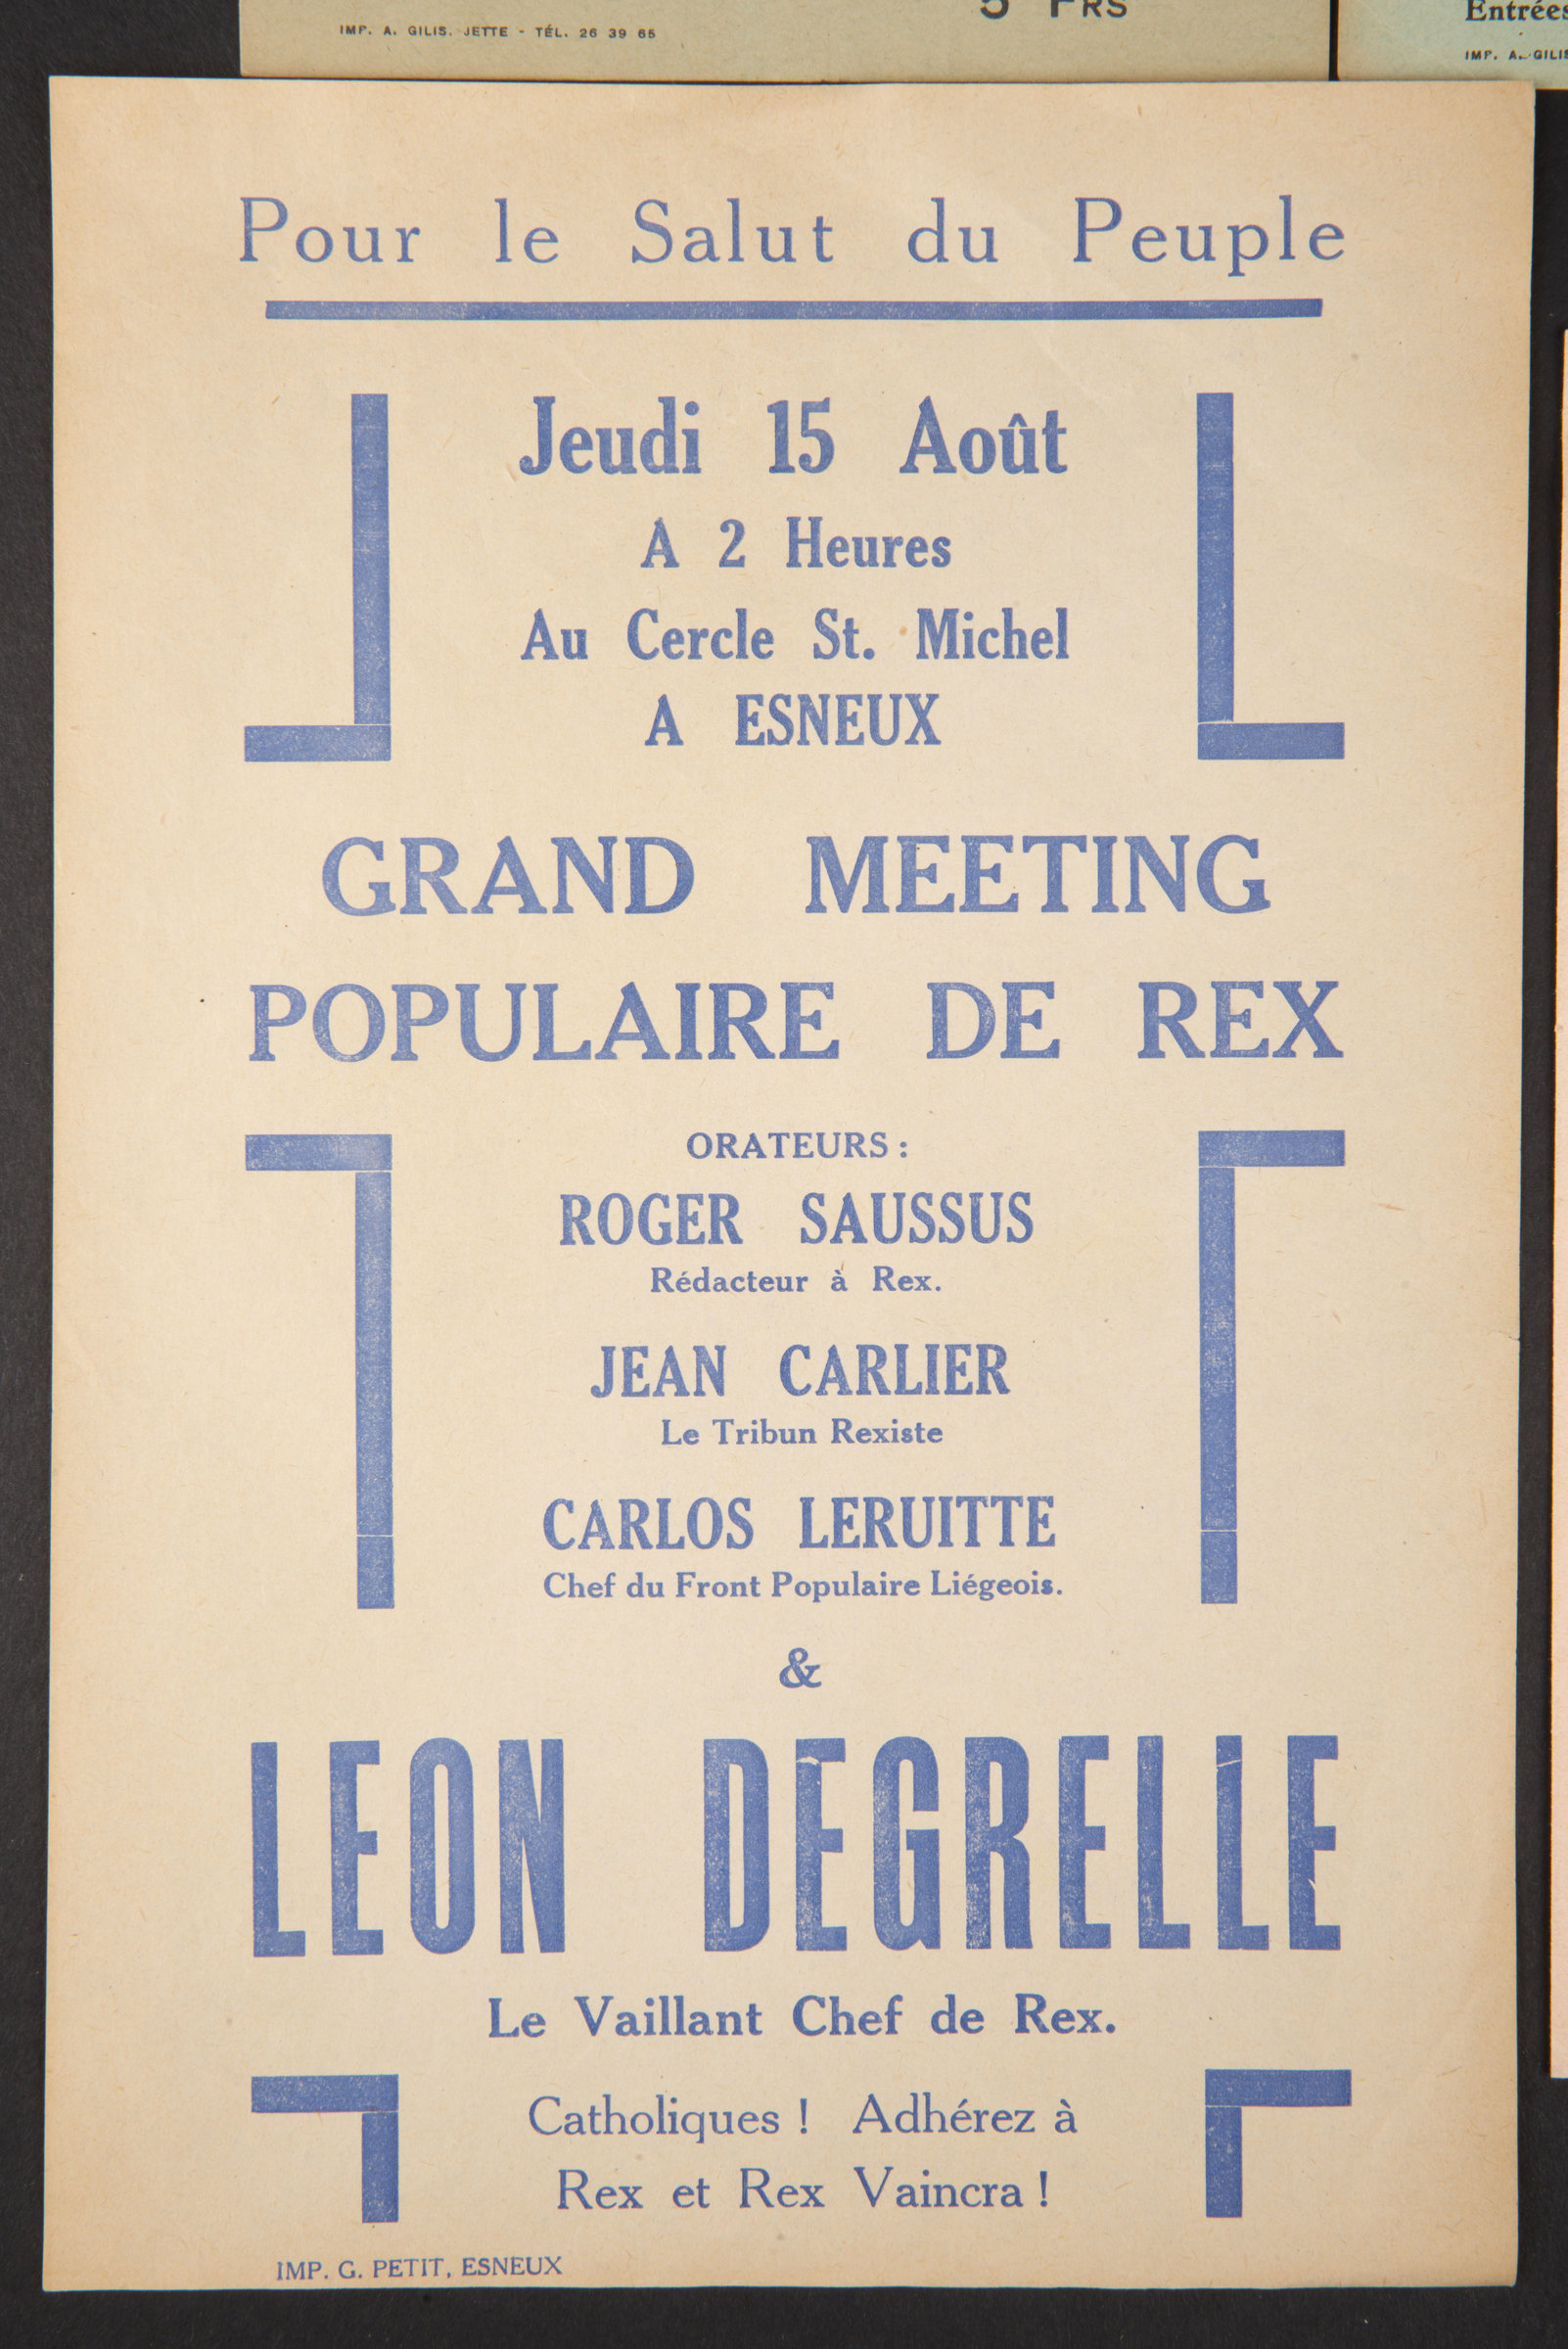 5 FRS
IMP. A. GILIS. JETTE - TÉL. 26 39 65
Entrées
IMP. A. GILIS
Pour le Salut du Peuple
Jeudi 15 Août
A 2 Heures
Au Cercle St. Michel
A ESNEUX
GRAND MEETING
POPULAIRE DE REX
ORATEURS :
ROGER SAUSSUS
Rédacteur à Rex.
JEAN CARLIER
Le Tribun Rexiste
CARLOS LERUITTE
Chef du Front Populaire Liégeois.
&
LEON DEGRELLE
Le Vaillant Chef de Rex.
Catholiques ! Adhérez à
Rex et Rex Vaincra !
IMP. G. PETIT, ESNEUX